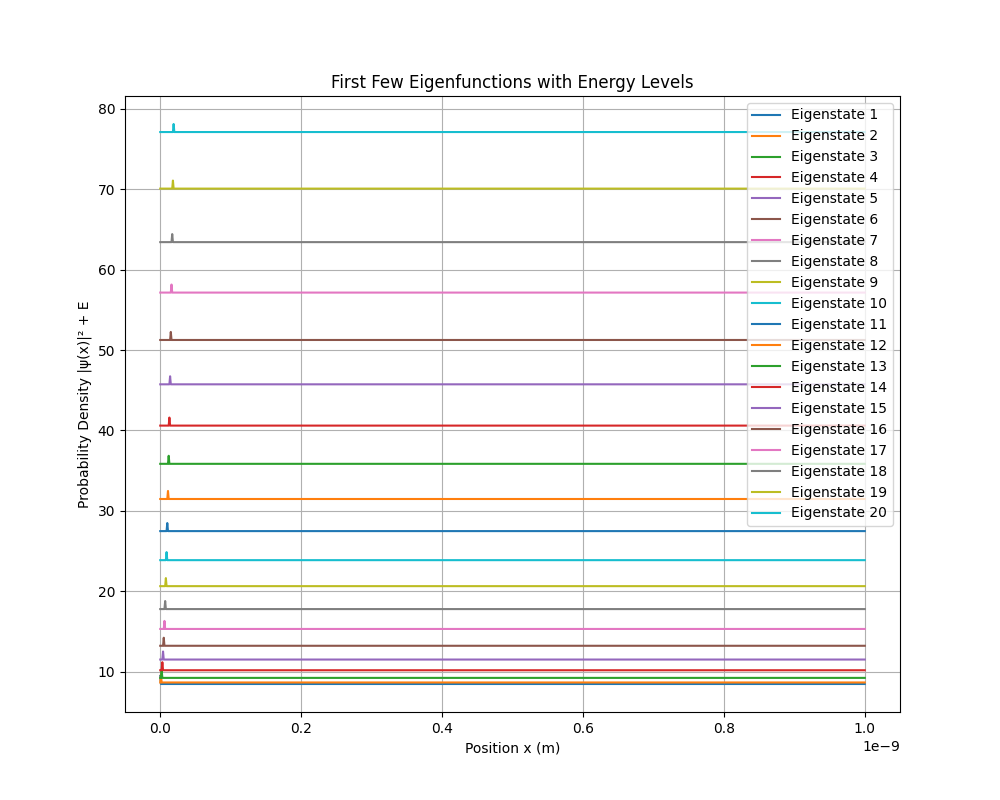 First Few Eigenfunctions with Energy Levels
Probability Density |ψ(x)|² + E
80
70
60
50
40
30
20
10
Eigenstate 1
Eigenstate 2
Eigenstate 3
Eigenstate 4
Eigenstate 5
Eigenstate 6
Eigenstate 7
Eigenstate 8
Eigenstate 9
Eigenstate 10
Eigenstate 11
Eigenstate 12
Eigenstate 13
Eigenstate 14
Eigenstate 15
Eigenstate 16
Eigenstate 17
Eigenstate 18
Eigenstate 19
Eigenstate 20
0.0 0.2 0.4 0.6 0.8 1.0
1e−9
Position x (m)